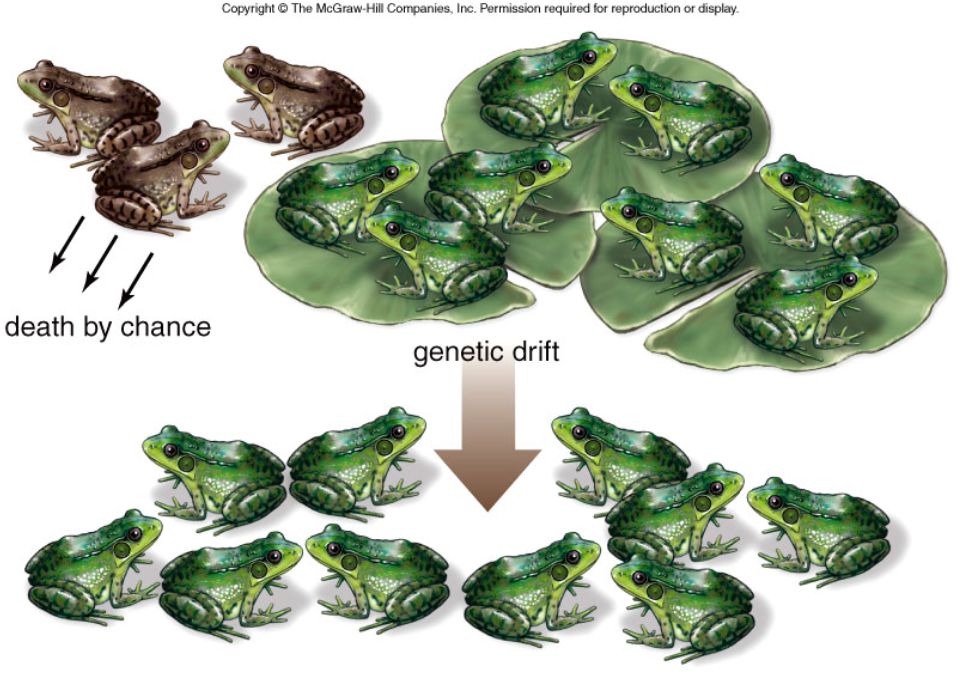 Copyright © The McGraw-Hill Companies, Inc. Permission required for reproduction or display.
death by chance
genetic drift